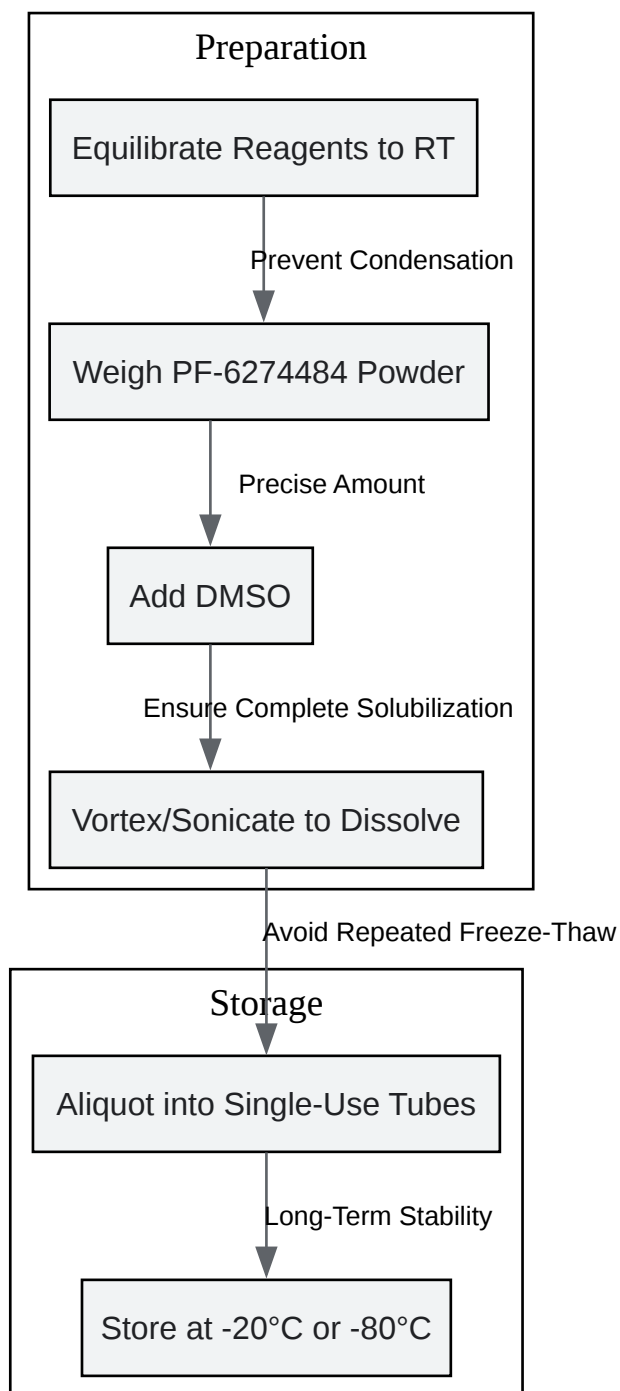 Preparation
Equilibrate Reagents to RT
Prevent Condensation
Weigh PF-6274484 Powder
Precise Amount
Add DMSO
Ensure Complete Solubilization
Vortex/Sonicate to Dissolve
Avoid Repeated Freeze-Thaw
Storage
Aliquot into Single-Use Tubes
Long-Term Stability
Store at -20°C or -80°C